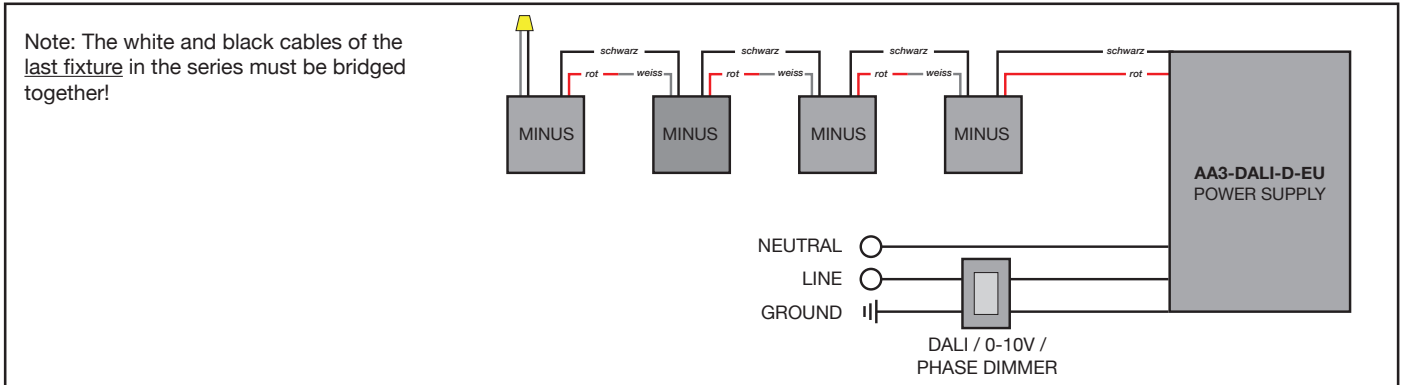 Note: The white and black cables of the
last fixture in the series must be bridged
together!
schwarz
schwarz
schwarz
schwarz
rot
weiss
rot
weiss
rot
weiss
rot
MINUS
MINUS
MINUS
MINUS
AA3-DALI-D-EU
POWER SUPPLY
NEUTRAL
LINE
GROUND
DALI / 0-10V /
PHASE DIMMER